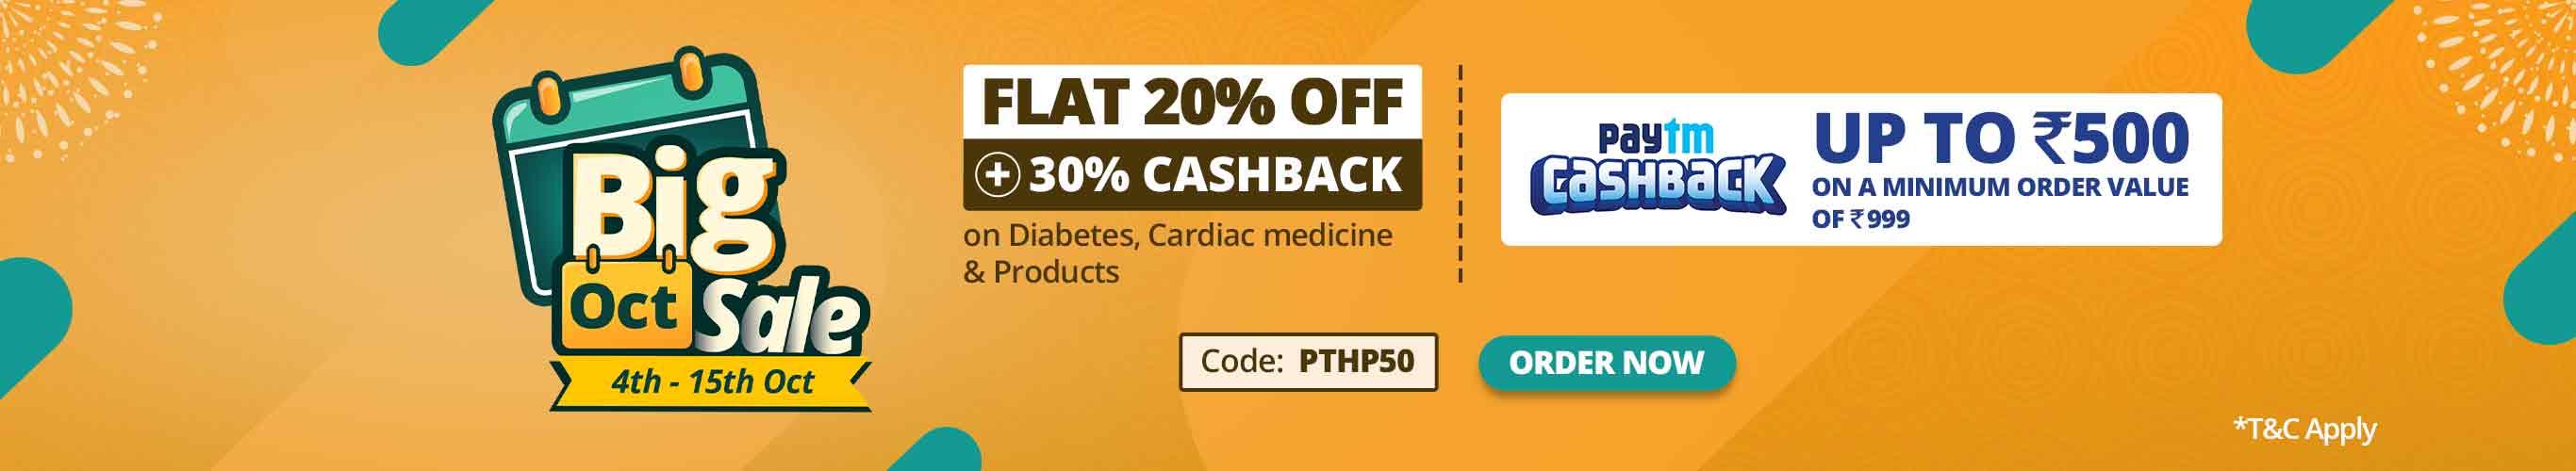 Big
Oct Sale
4th - 15th Oct
FLAT 20% OFF
+ 30% CASHBACK
on Diabetes, Cardiac medicine
& Products
paytm
CASHBACK
UP TO ₹500
ON A MINIMUM ORDER VALUE
OF ₹999
Code: PTHP50
ORDER NOW
*T&C Apply